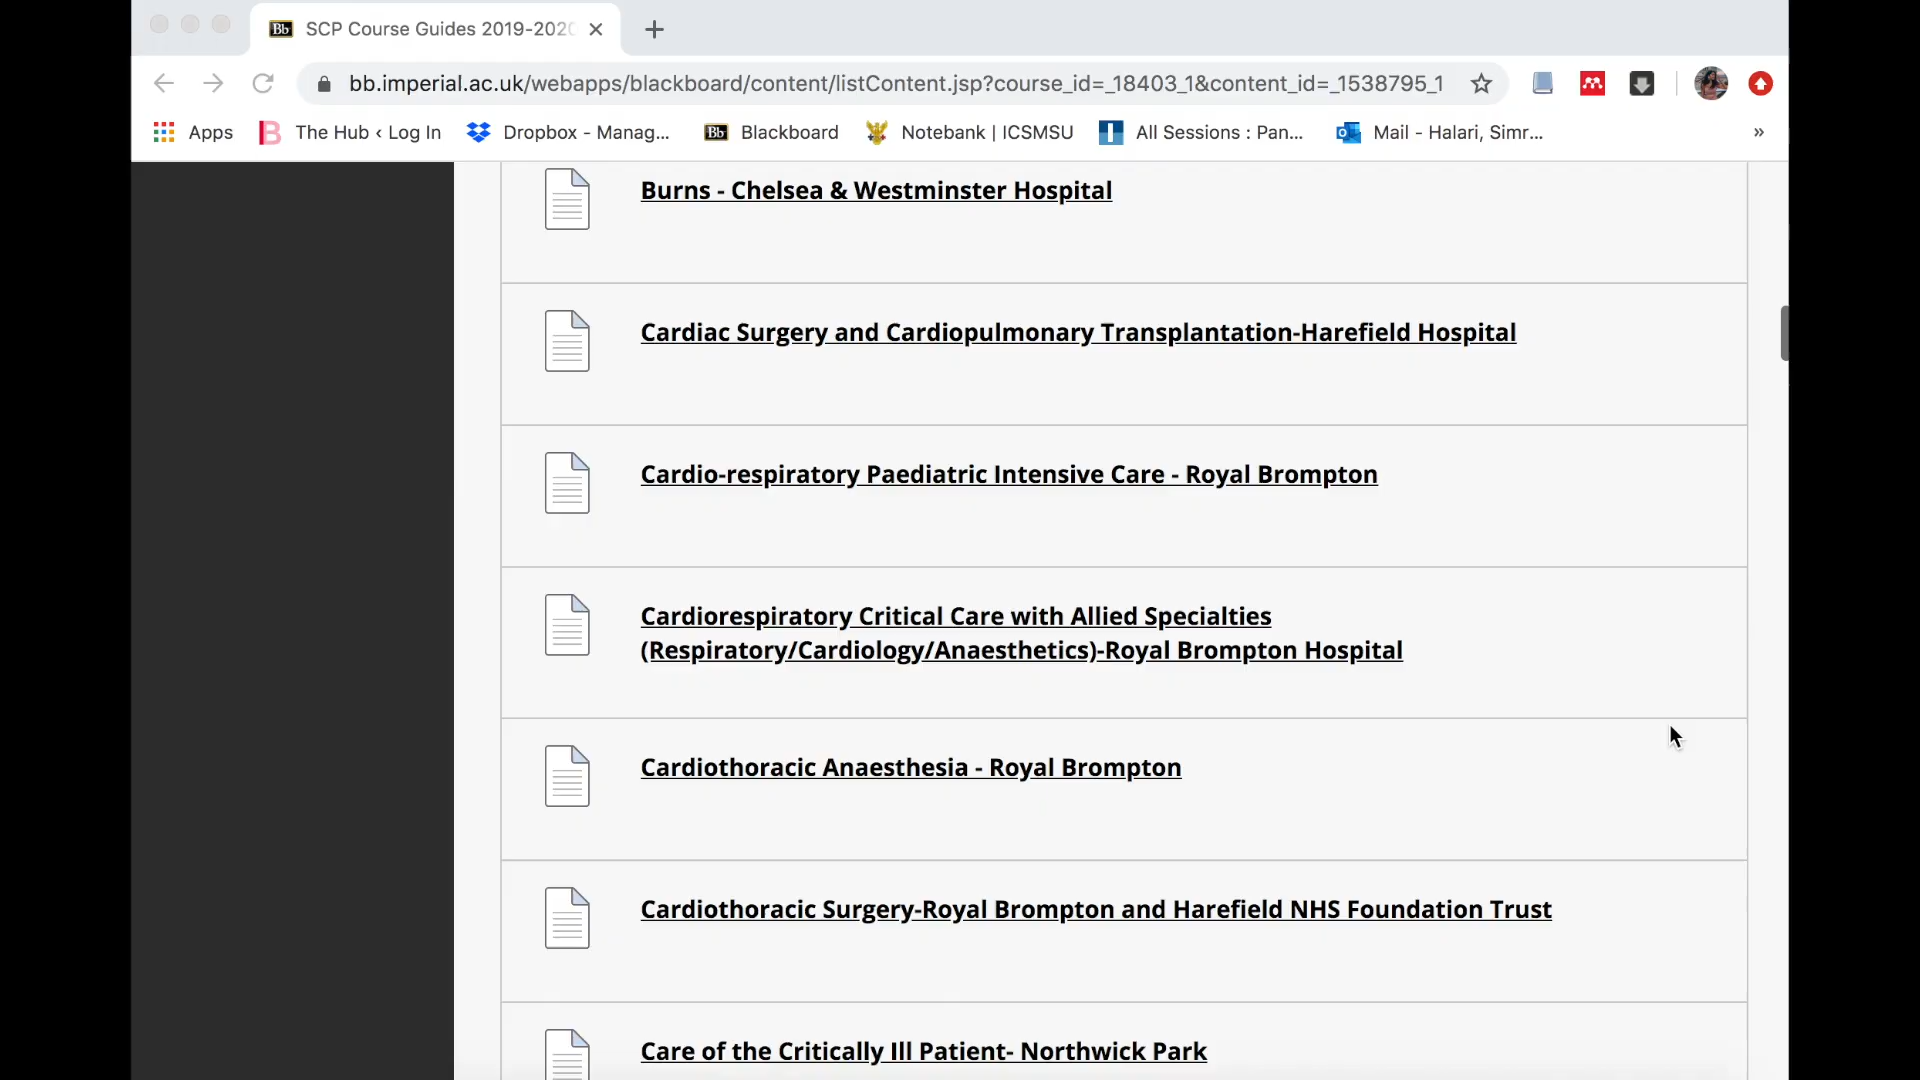 Bb SCP Course Guides 2019-2020
bb.imperial.ac.uk/webapps/blackboard/content/listContent.jsp?course_id=_18403_1&content_id=_1538795_1
Apps B The Hub ‹ Log In Dropbox - Manag... Bb Blackboard Notebank | ICSMSU All Sessions : Pan... Mail - Halari, Simr... »
Burns - Chelsea & Westminster Hospital
Cardiac Surgery and Cardiopulmonary Transplantation-Harefield Hospital
Cardio-respiratory Paediatric Intensive Care - Royal Brompton
Cardiorespiratory Critical Care with Allied Specialties
(Respiratory/Cardiology/Anaesthetics)-Royal Brompton Hospital
Cardiothoracic Anaesthesia - Royal Brompton
Cardiothoracic Surgery-Royal Brompton and Harefield NHS Foundation Trust
Care of the Critically Ill Patient- Northwick Park